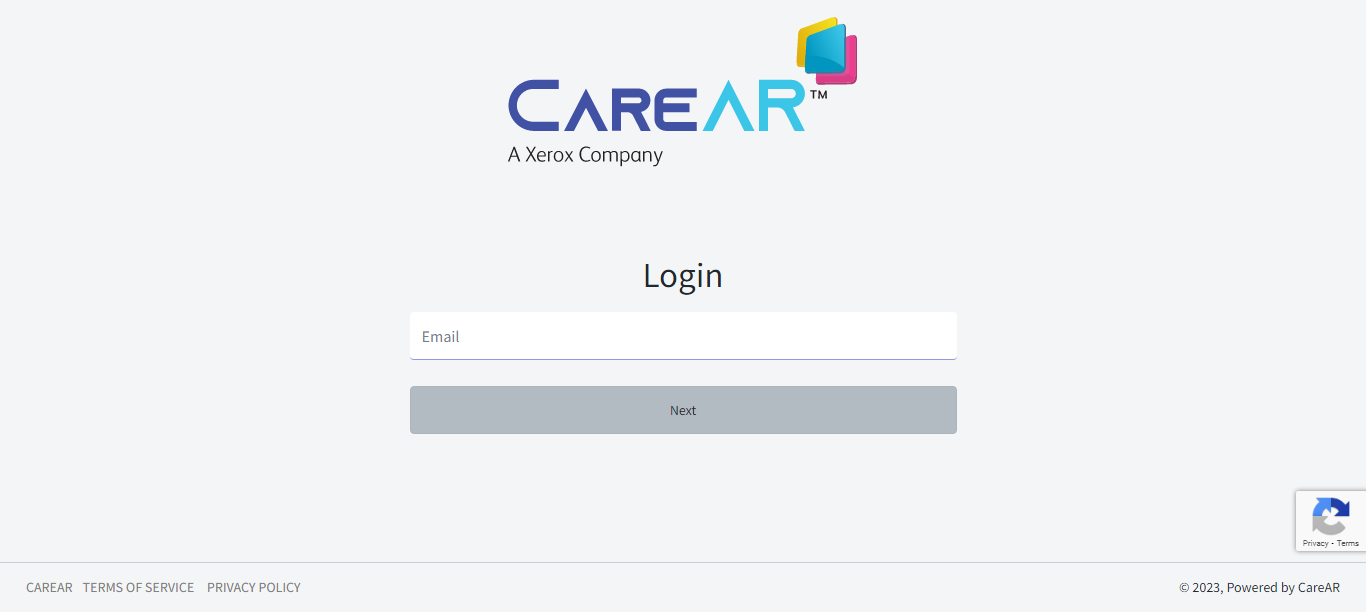 CAREAR™
A Xerox Company
Login
Email
Next
Privacy - Terms
CAREAR TERMS OF SERVICE PRIVACY POLICY
© 2023, Powered by CareAR